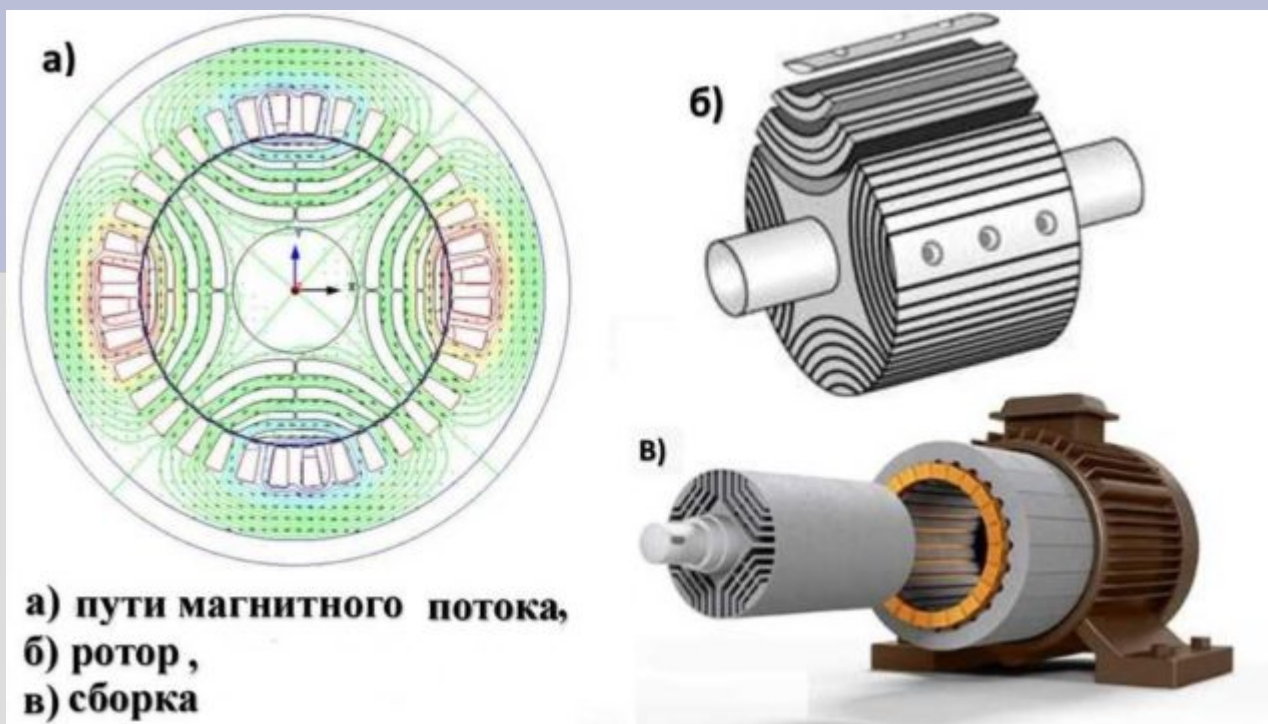 а)
б)
в)
а) пути магнитного потока,
б) ротор ,
в) сборка